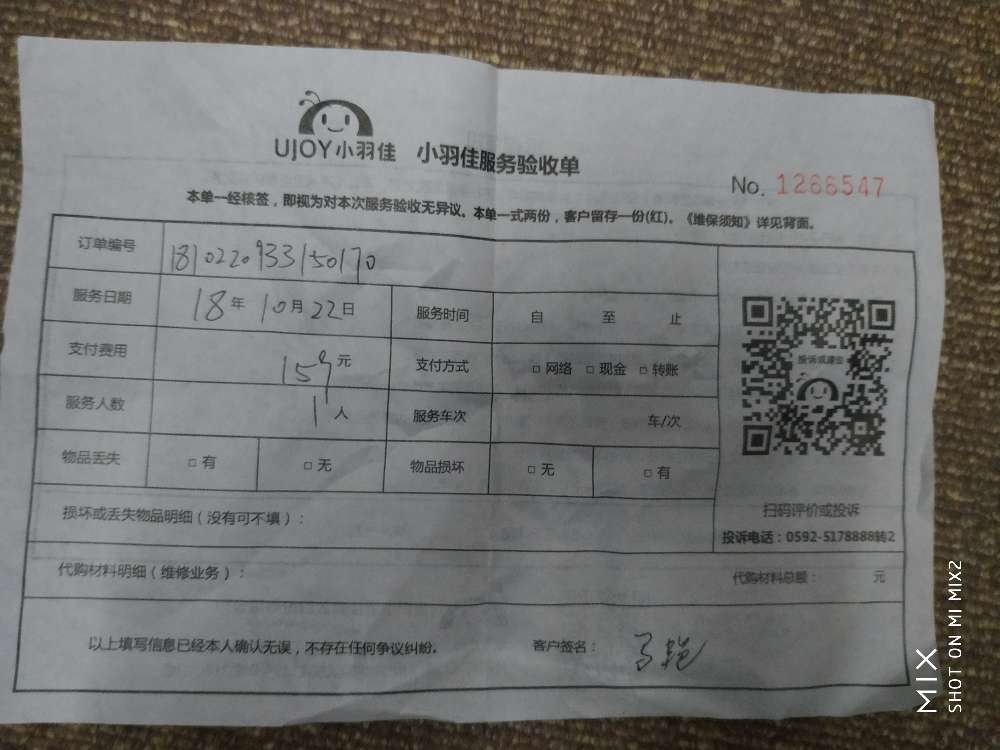 UJOY小羽佳 小羽佳服务验收单
No. 1266547
本单一经核签，即视为对本次服务验收无异议。本单一式两份，客户留存一份(红)。《维保须知》详见背面。
订单编号 1810220933150170
服务日期 18年10月22日 服务时间 自 至 止
支付费用 159元 支付方式 □ 网络 □ 现金 □ 转账
服务人数 1人 服务车次 车/次
物品丢失 □ 有 □ 无 物品损坏 □ 无 □ 有
损坏或丢失物品明细（没有可不填）：
扫码评价或投诉
投诉电话：0592-5178888转2
代购材料明细（维修业务）： 代购材料总额： 元
以上填写信息已经本人确认无误，不存在任何争议纠纷。 客户签名：
MIX
SHOT ON MI MIX2